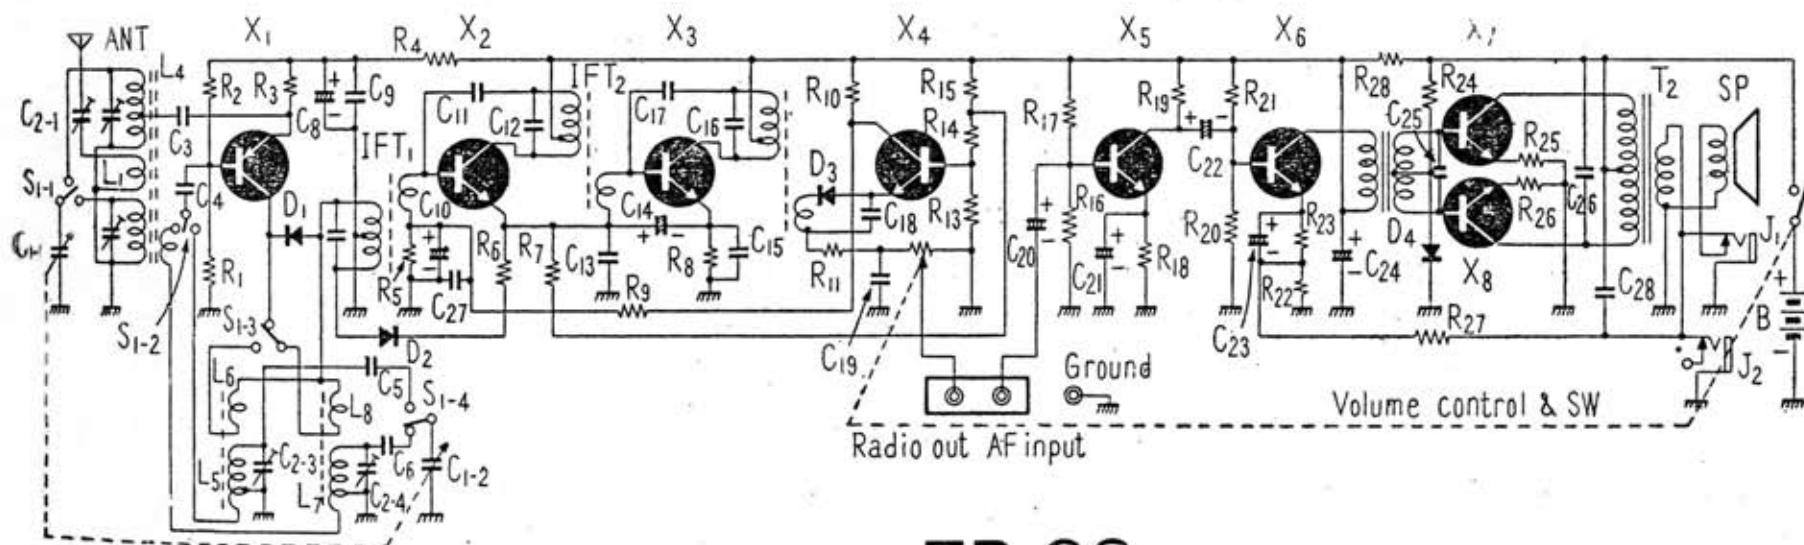 X1 X2 X3 X4 X5 X6
ANT
L4
R2
R3
C8
C9
R4
C11
C12
IFT2
C17
C16
R10
R15
R14
R17
R19
R21
R28
R24
T2
SP
C2-1
C3
L1
C4
S1-1
D1
IFT1
C10
C14
D3
C18
R13
R16
C22
C25
R25
R26
C26
R23
R20
D4
X8
J1
R1
R5
C27
R6
R7
C13
R8
C15
R11
C20
C21
R18
C23
R22
C24
C28
R9
R27
B
S1-2
S1-3
D2
C19
Ground
J2
L6
L8
C5
S1-4
Volume control & SW
Radio out AF input
L5
C2-3
L7
C2-4
C6
C1-2